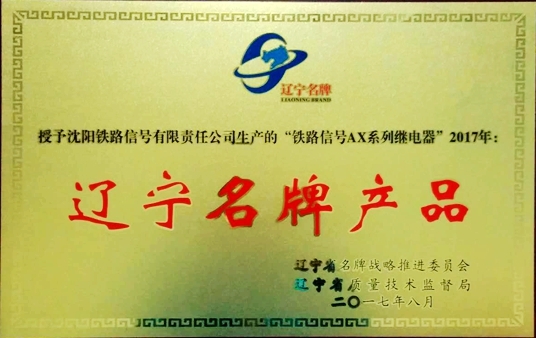 辽宁名牌
LIAONING BRAND
授予沈阳铁路信号有限责任公司生产的“铁路信号AX系列继电器”2017年：
辽宁名牌产品
辽宁省名牌战略推进委员会
辽宁省质量技术监督局
二〇一七年八月